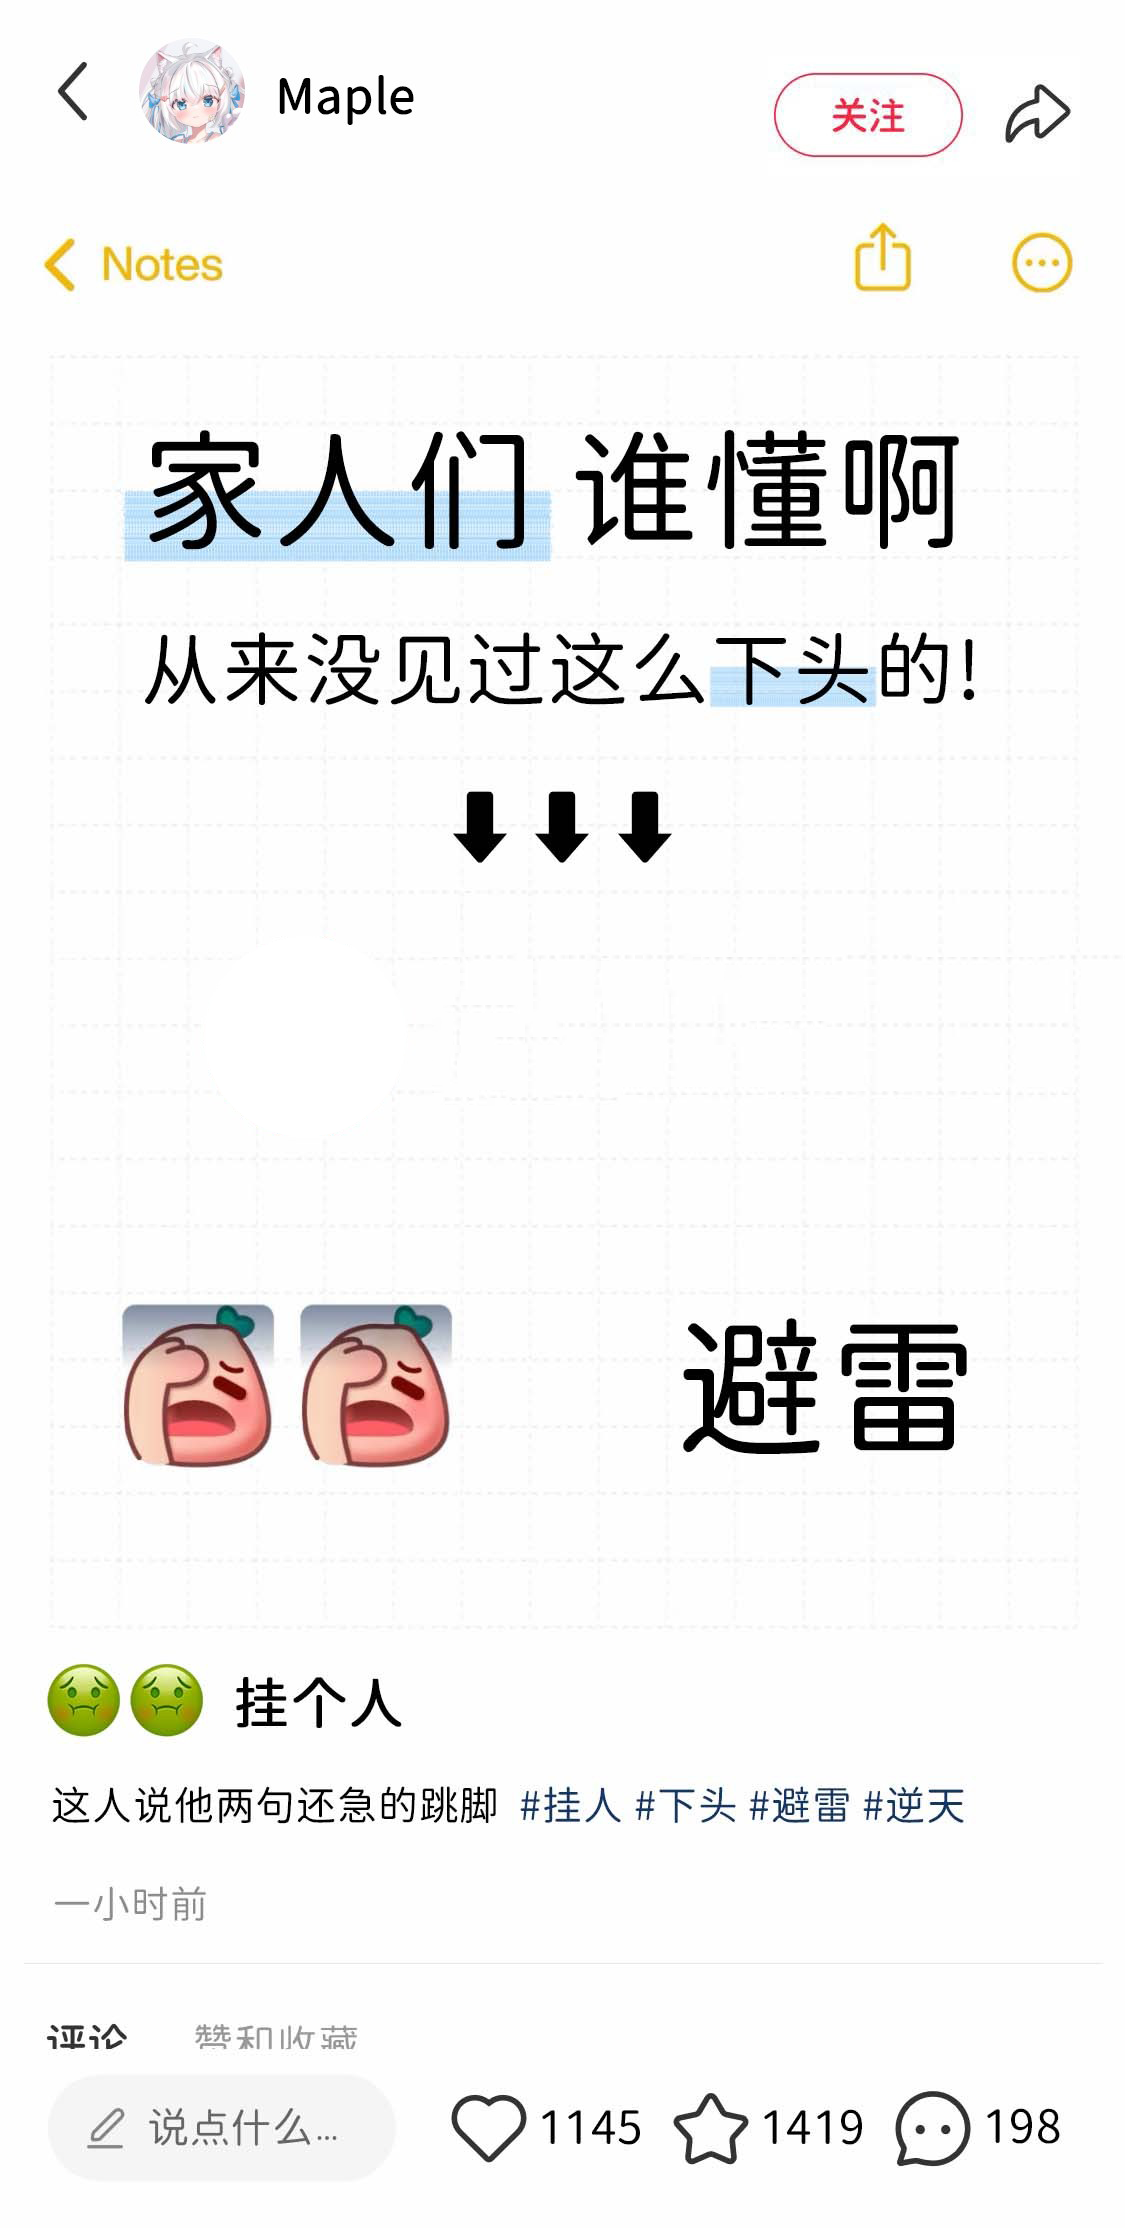 Maple
关注
Notes
家人们 谁懂啊
从来没见过这么下头的!
避雷
挂个人
这人说他两句还急的跳脚 #挂人 #下头 #避雷 #逆天
一小时前
评论 赞和收藏
说点什么... 1145 1419 198